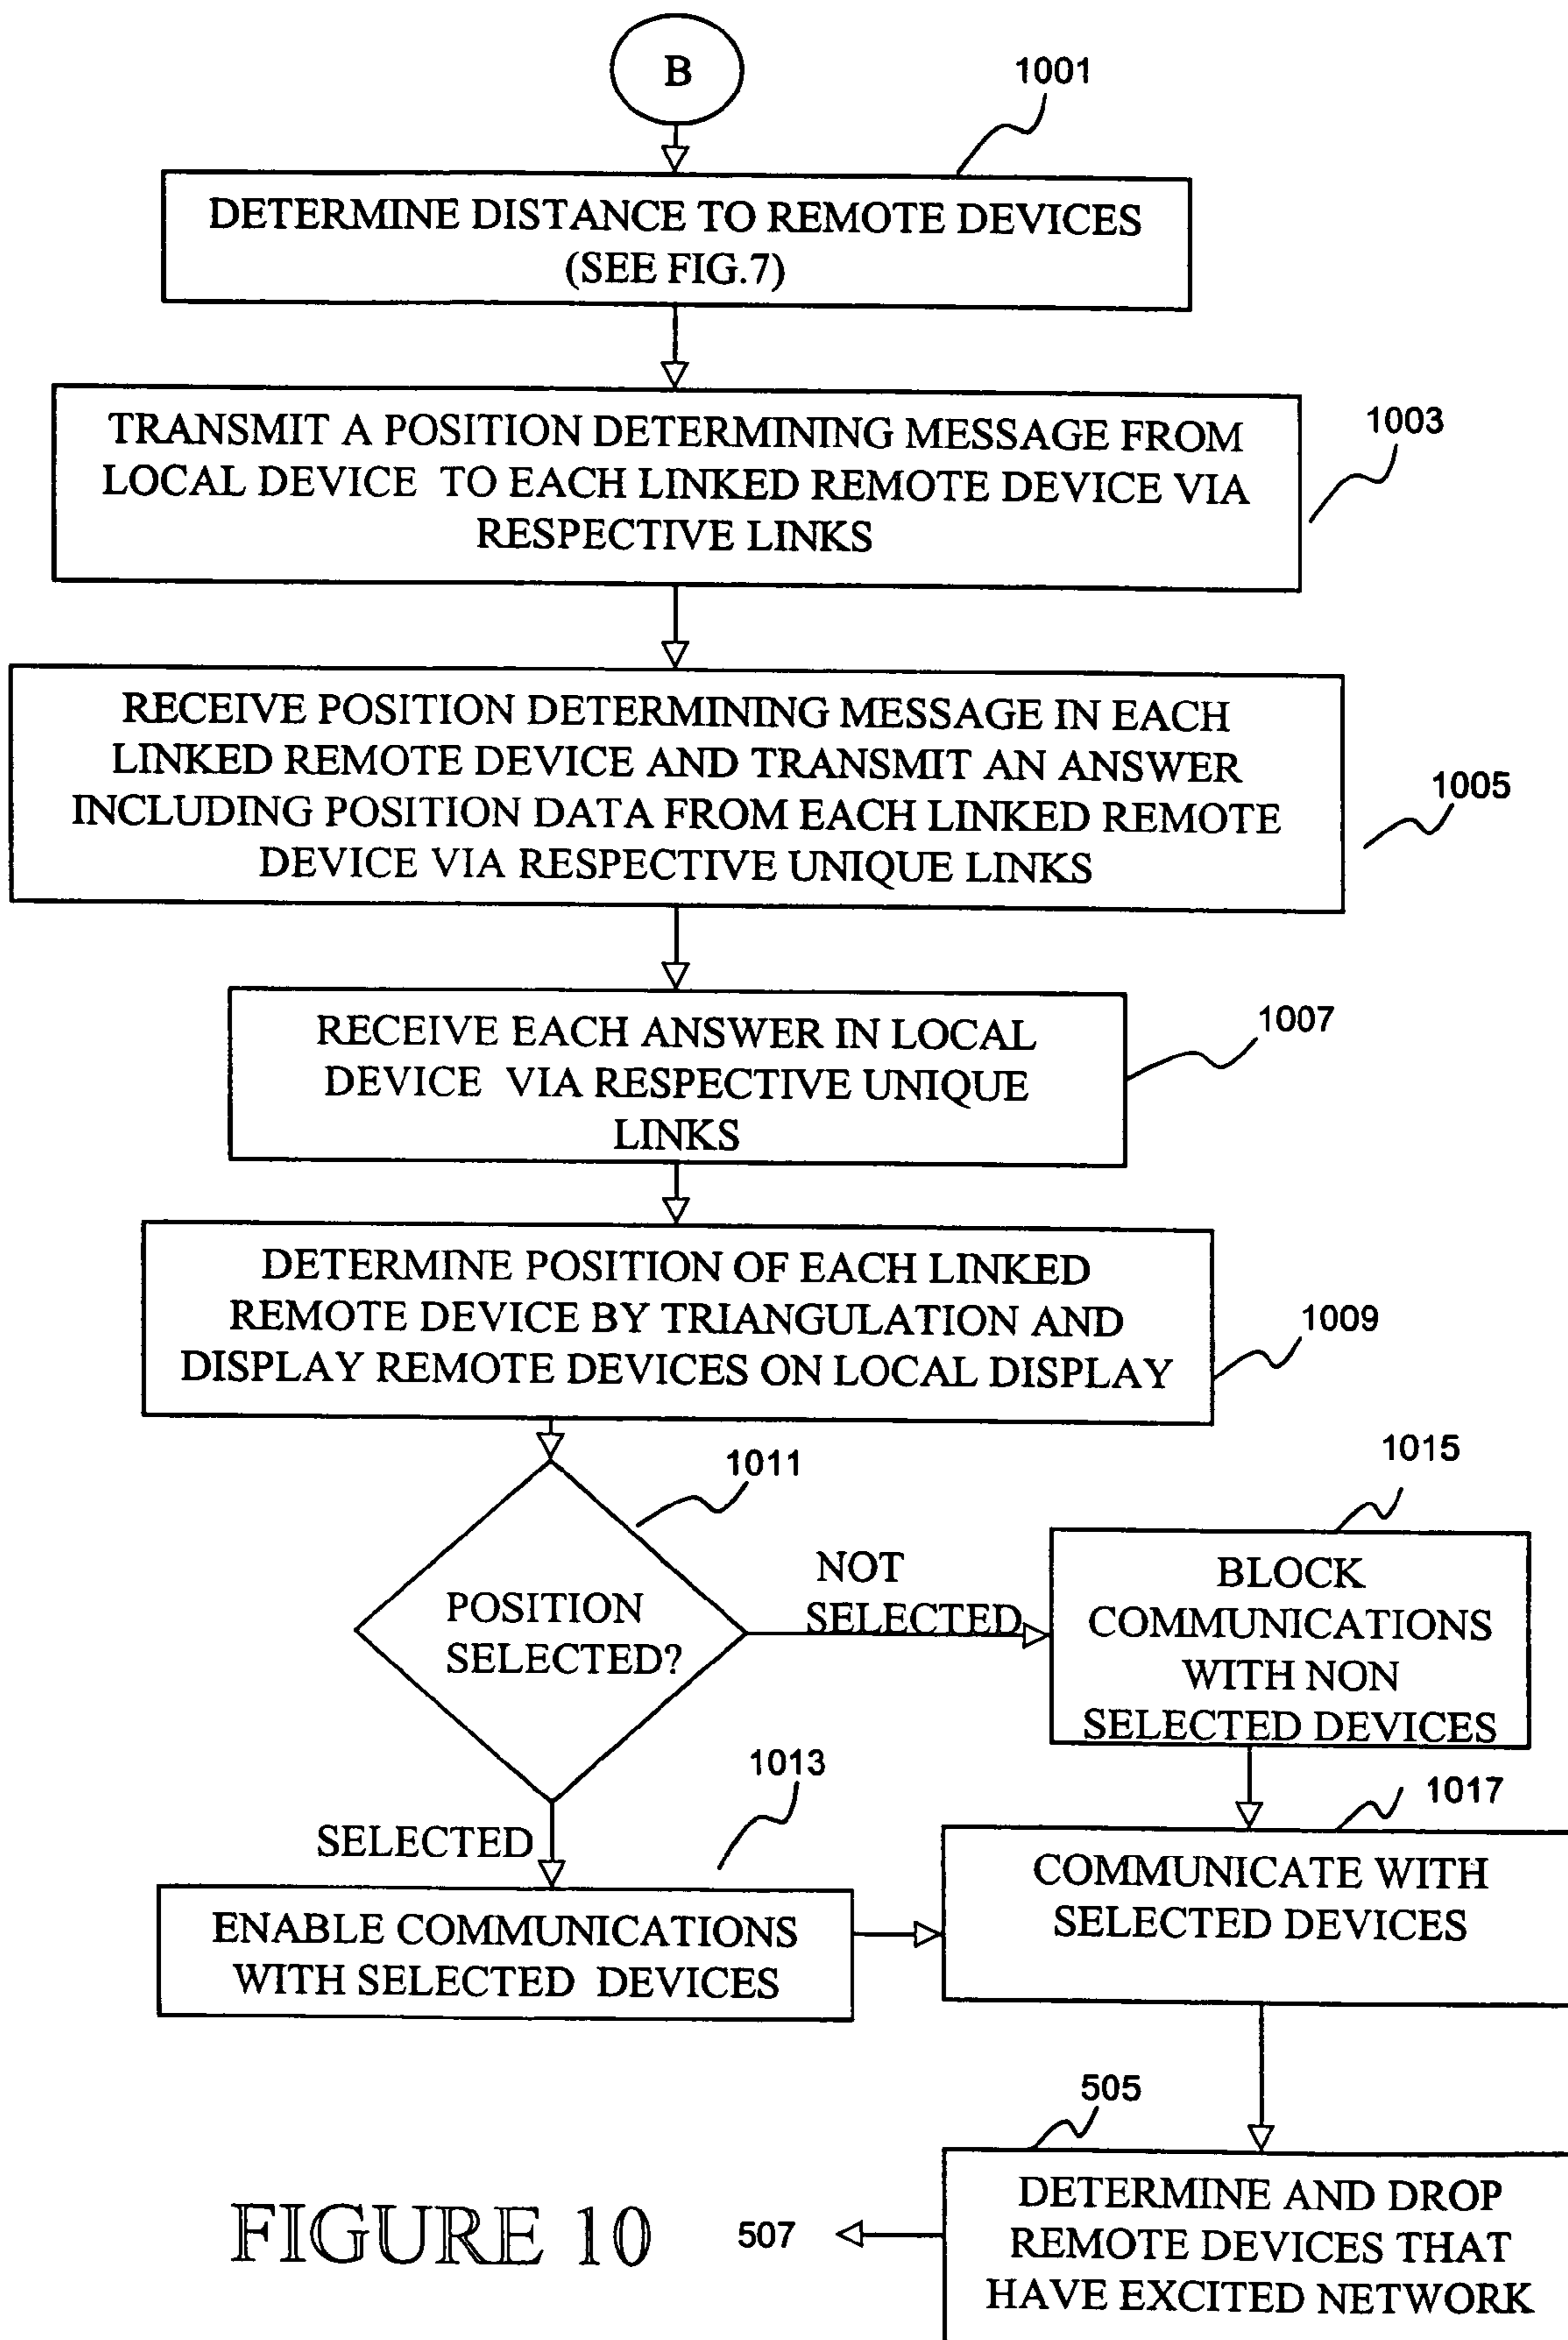 B
1001
DETERMINE DISTANCE TO REMOTE DEVICES
(SEE FIG.7)
TRANSMIT A POSITION DETERMINING MESSAGE FROM
LOCAL DEVICE TO EACH LINKED REMOTE DEVICE VIA
RESPECTIVE LINKS
1003
RECEIVE POSITION DETERMINING MESSAGE IN EACH
LINKED REMOTE DEVICE AND TRANSMIT AN ANSWER
INCLUDING POSITION DATA FROM EACH LINKED REMOTE
DEVICE VIA RESPECTIVE UNIQUE LINKS
1005
RECEIVE EACH ANSWER IN LOCAL
DEVICE VIA RESPECTIVE UNIQUE
LINKS
1007
DETERMINE POSITION OF EACH LINKED
REMOTE DEVICE BY TRIANGULATION AND
DISPLAY REMOTE DEVICES ON LOCAL DISPLAY
1009
1011
POSITION
SELECTED?
NOT
SELECTED
1015
BLOCK
COMMUNICATIONS
WITH NON
SELECTED DEVICES
SELECTED
1013
ENABLE COMMUNICATIONS
WITH SELECTED DEVICES
1017
COMMUNICATE WITH
SELECTED DEVICES
505
DETERMINE AND DROP
REMOTE DEVICES THAT
HAVE EXCITED NETWORK
507
FIGURE 10